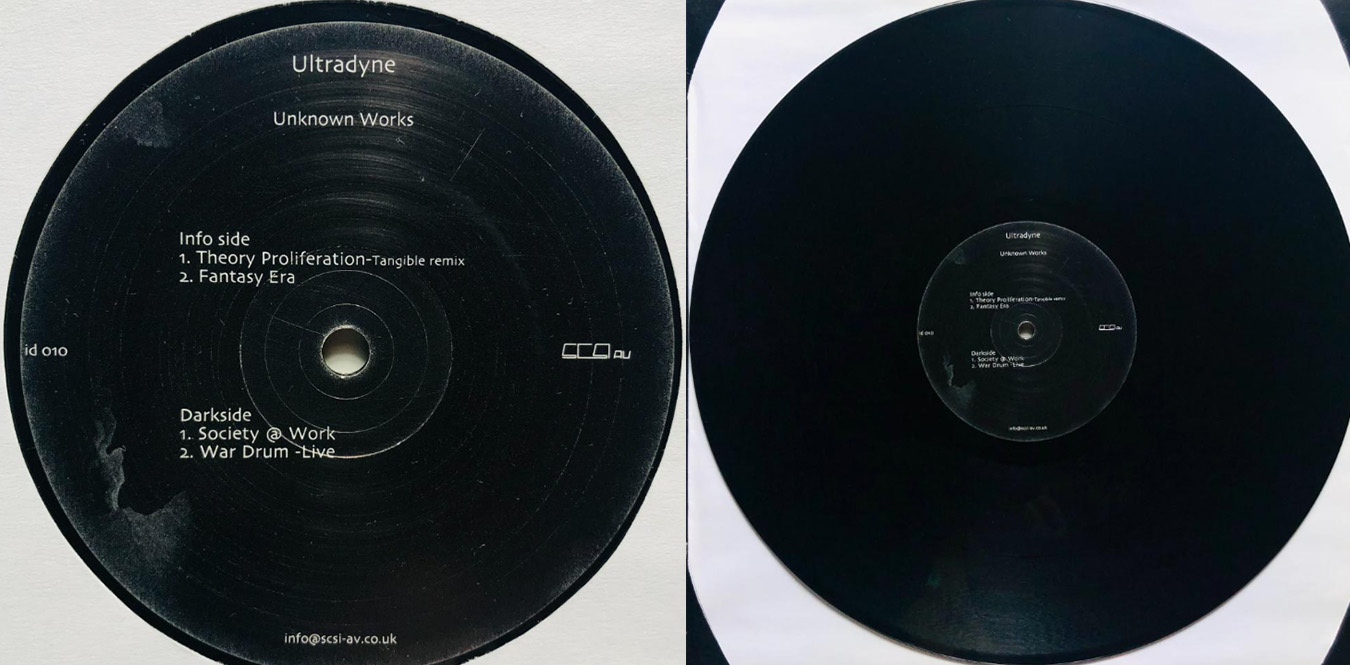 Ultradyne
Unknown Works
Info side
1. Theory Proliferation-Tangible remix
2. Fantasy Era
id 010
AV
Darkside
1. Society @ Work
2. War Drum -Live
info@scsi-av.co.uk
Ultradyne
Unknown Works
Info side
1. Theory Proliferation-Tangible remix
2. Fantasy Era
id 010
AV
Darkside
1. Society @ Work
2. War Drum -Live
info@scsi-av.co.uk